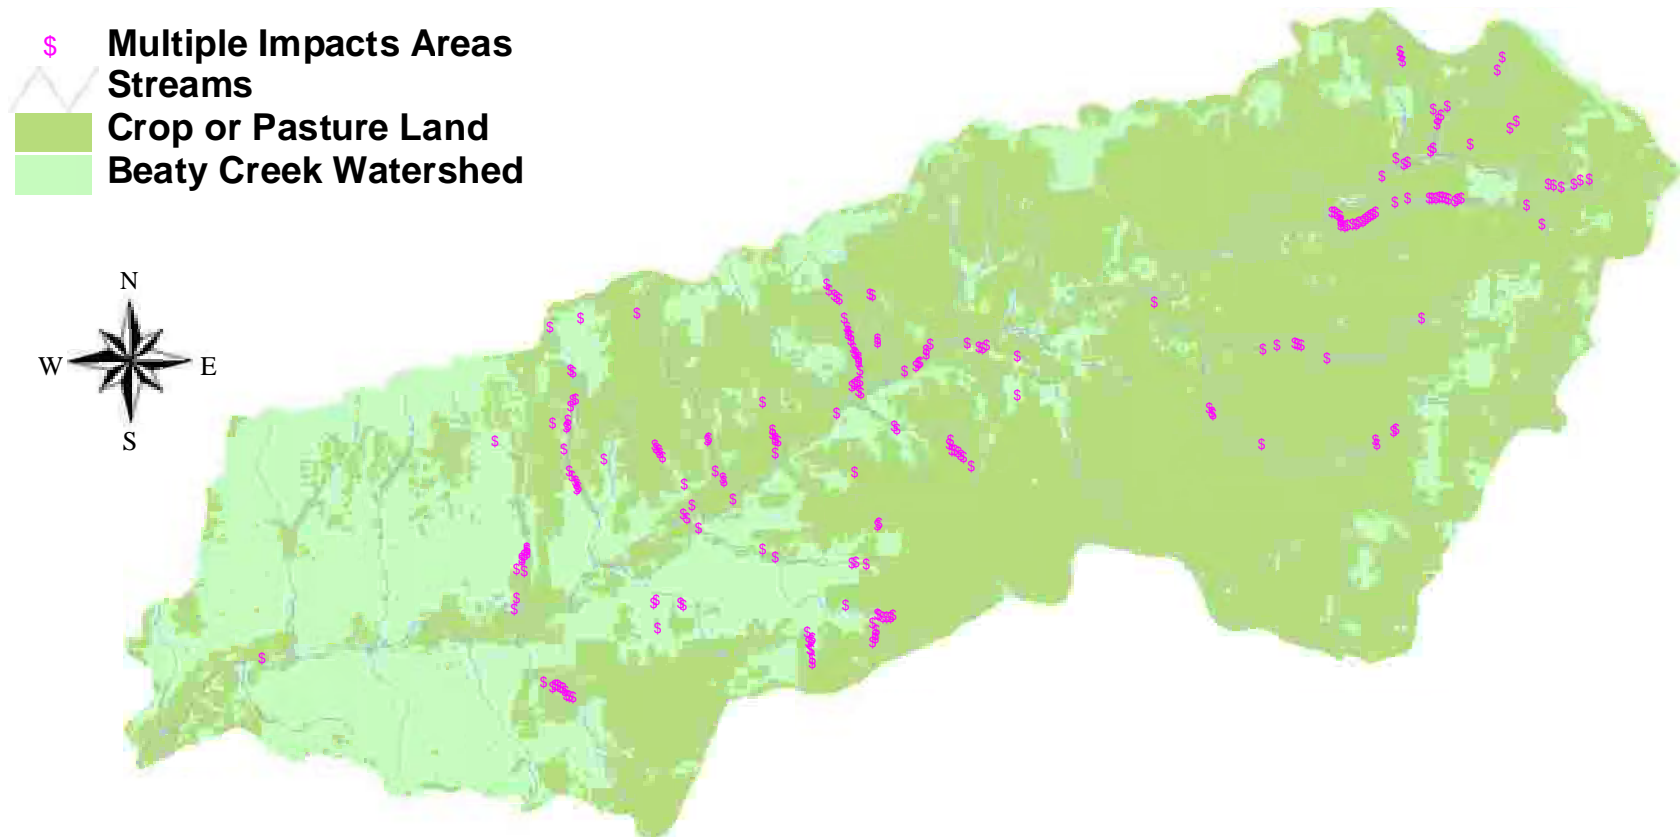 $ Multiple Impacts Areas
Streams
Crop or Pasture Land
Beaty Creek Watershed
N
W E
S